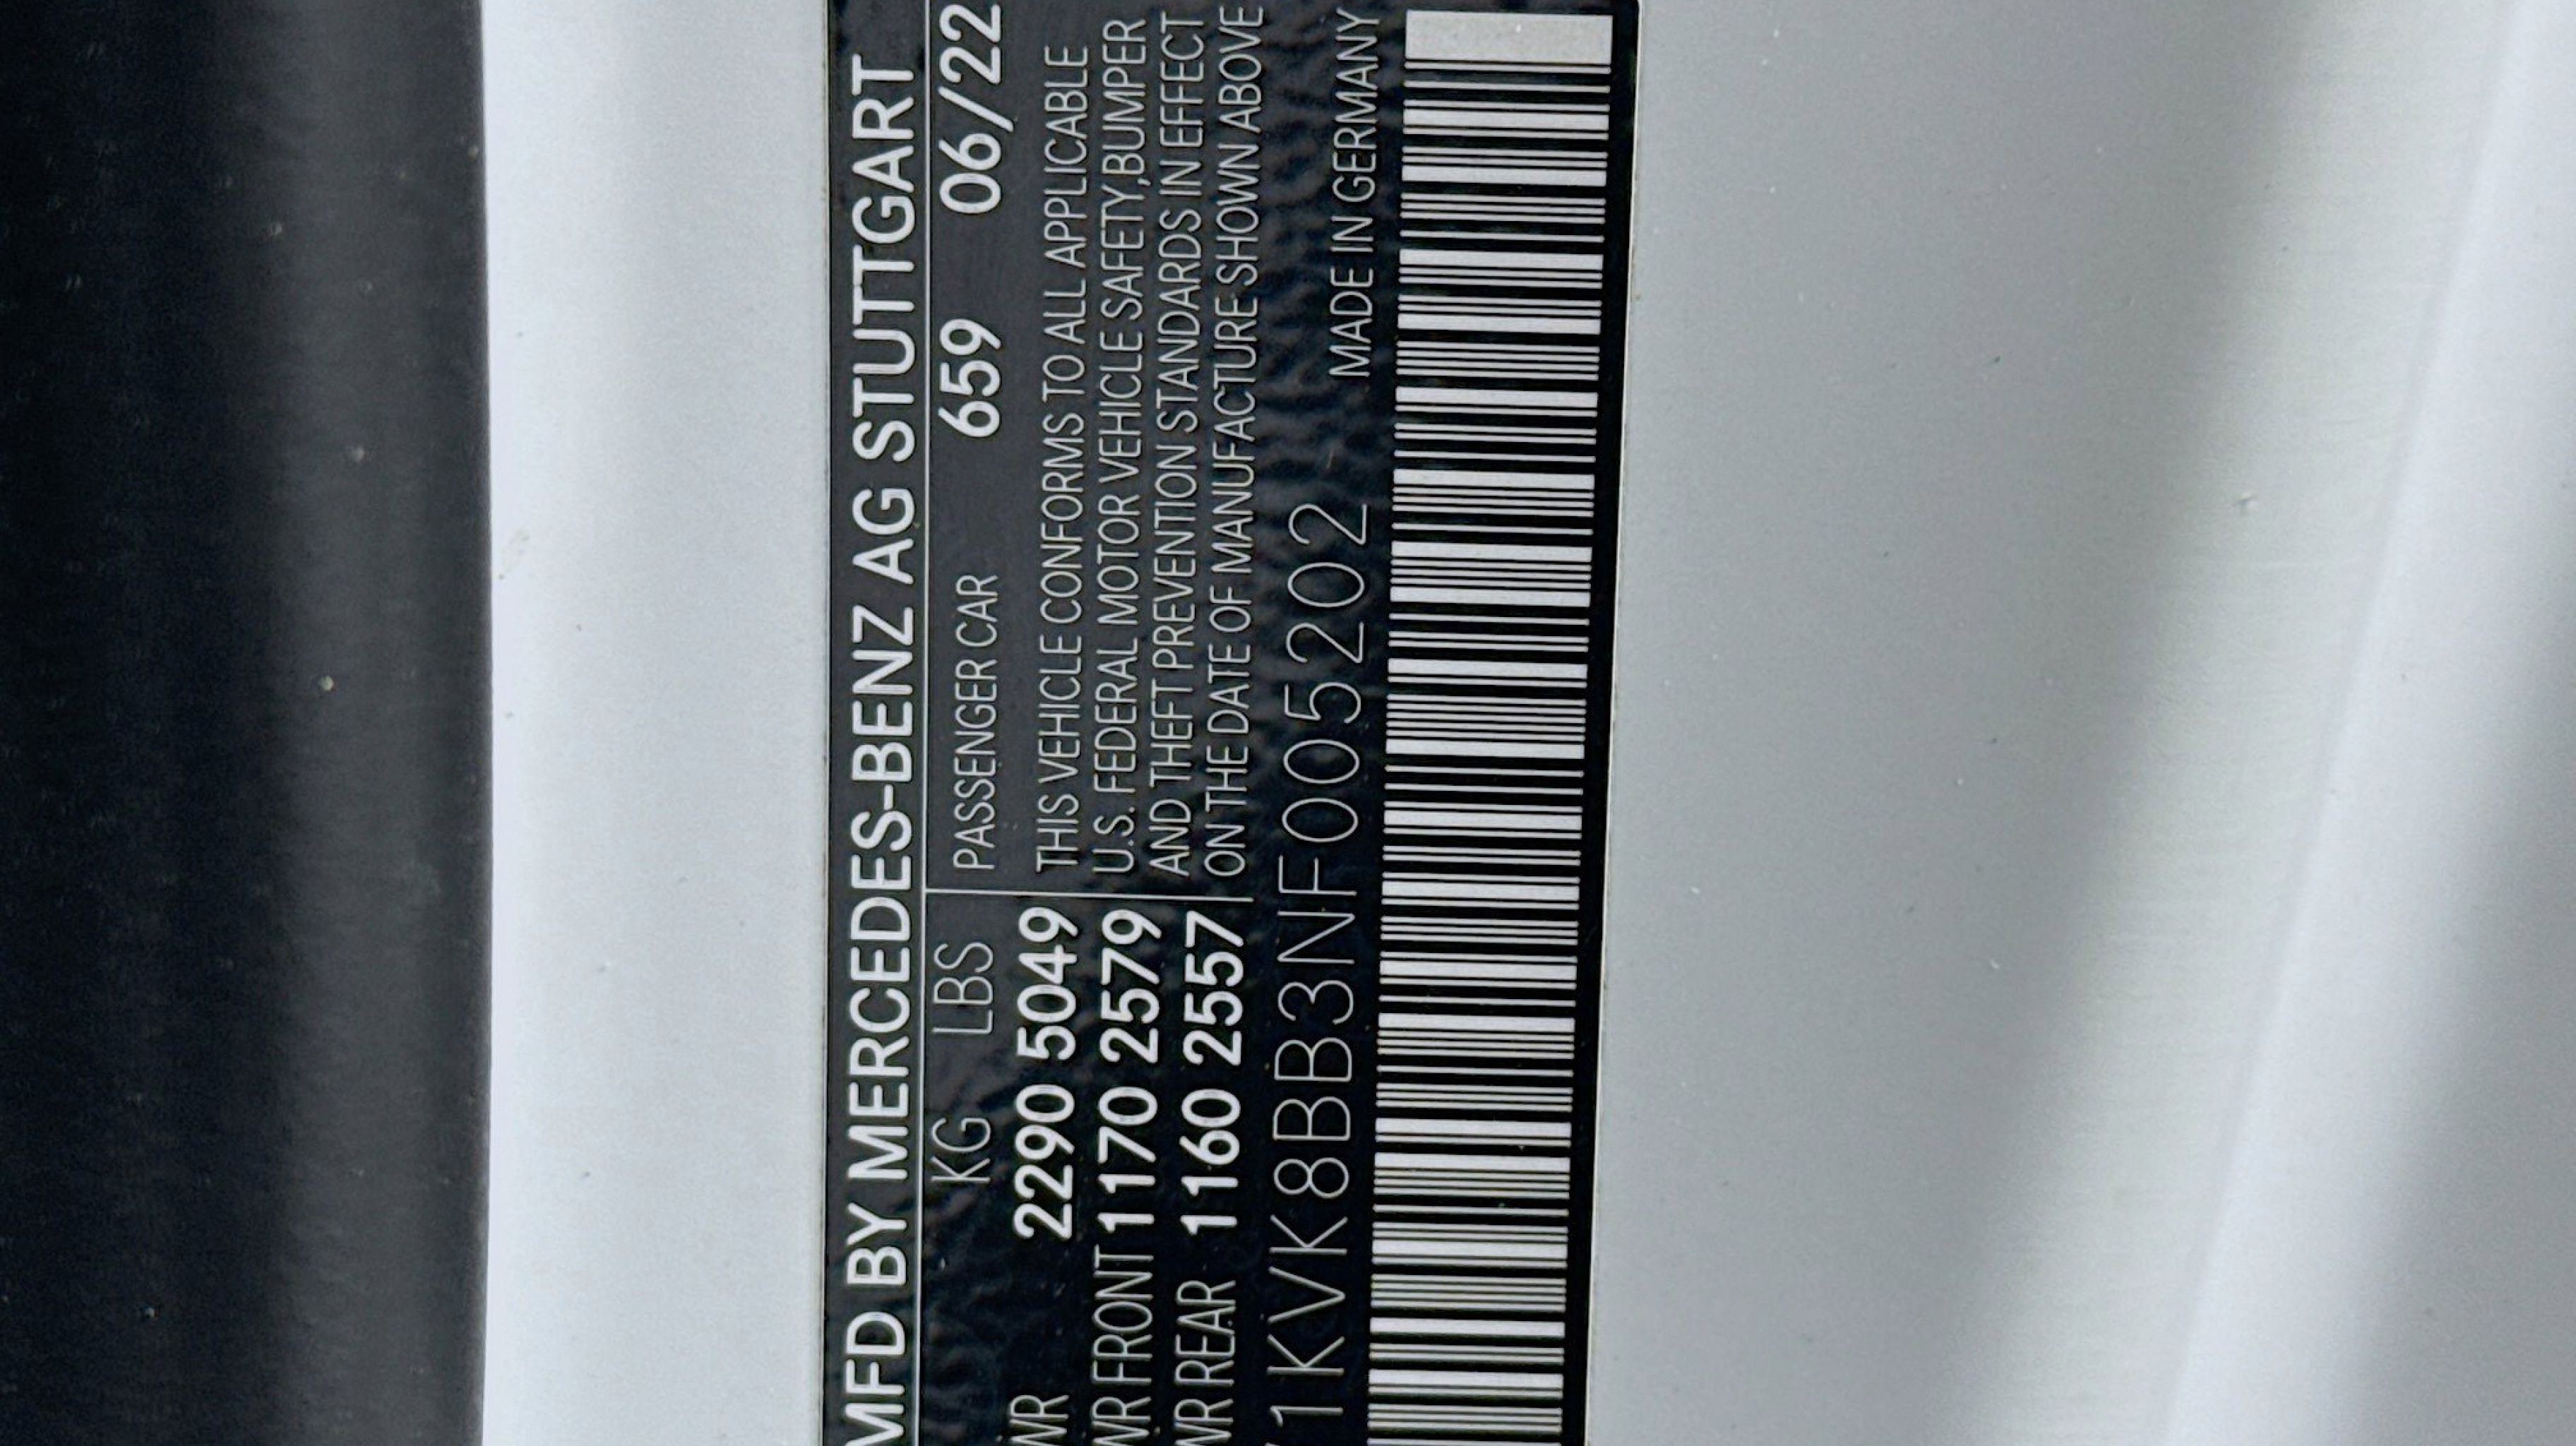 MFD BY MERCEDES-BENZ AG STUTTGART
KG LBS PASSENGER CAR 659 06/22
WR 2290 5049 THIS VEHICLE CONFORMS TO ALL APPLICABLE
WR FRONT 1170 2579 U.S. FEDERAL MOTOR VEHICLE SAFETY,BUMPER
WR REAR 1160 2557 AND THEFT PREVENTION STANDARDS IN EFFECT
ON THE DATE OF MANUFACTURE SHOWN ABOVE
1KVK8BB3NF005202 MADE IN GERMANY